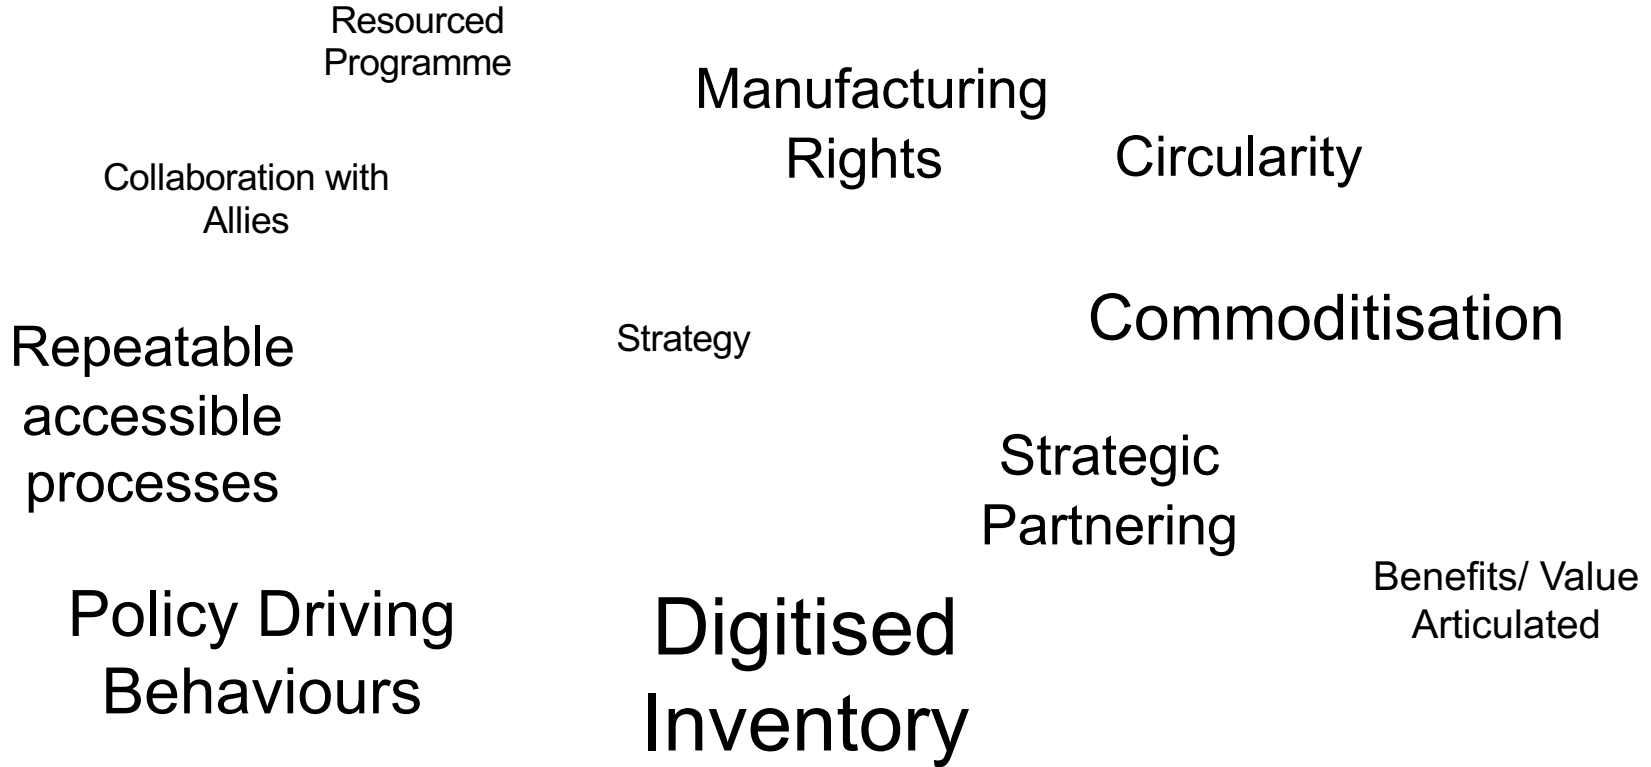 Resourced
Programme
Manufacturing
Rights
Circularity
Collaboration with
Allies
Commoditisation
Repeatable
accessible
processes
Strategy
Strategic
Partnering
Benefits/ Value
Articulated
Policy Driving
Behaviours
Digitised
Inventory